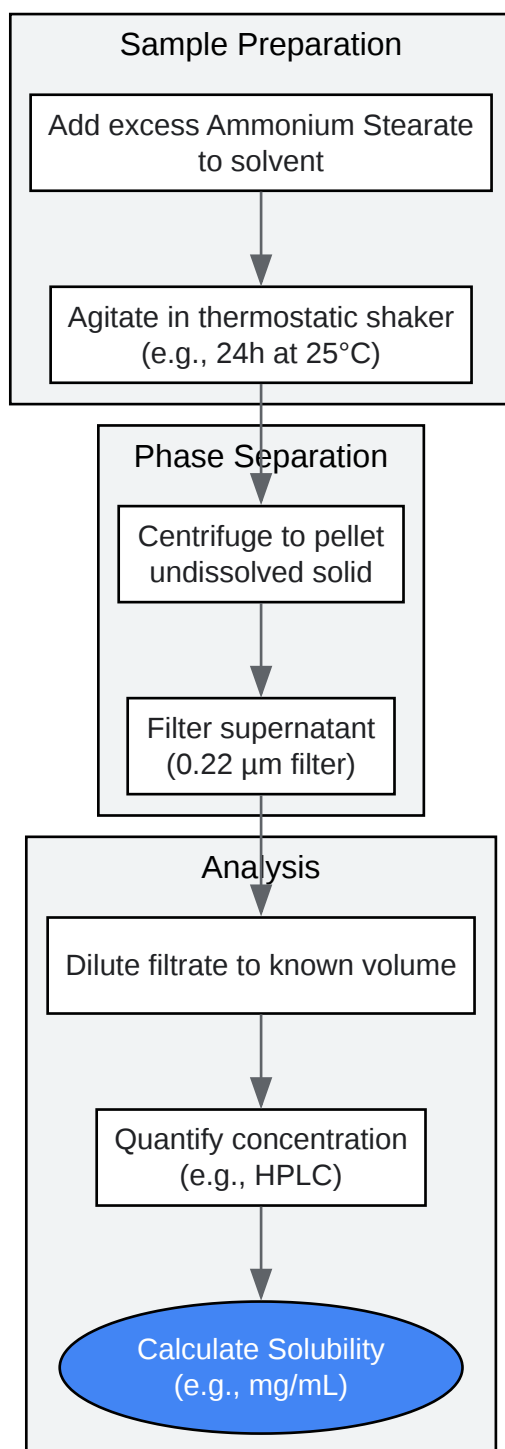 Sample Preparation
Add excess Ammonium Stearate
to solvent
Agitate in thermostatic shaker
(e.g., 24h at 25°C)
Phase Separation
Centrifuge to pellet
undissolved solid
Filter supernatant
(0.22 µm filter)
Analysis
Dilute filtrate to known volume
Quantify concentration
(e.g., HPLC)
Calculate Solubility
(e.g., mg/mL)